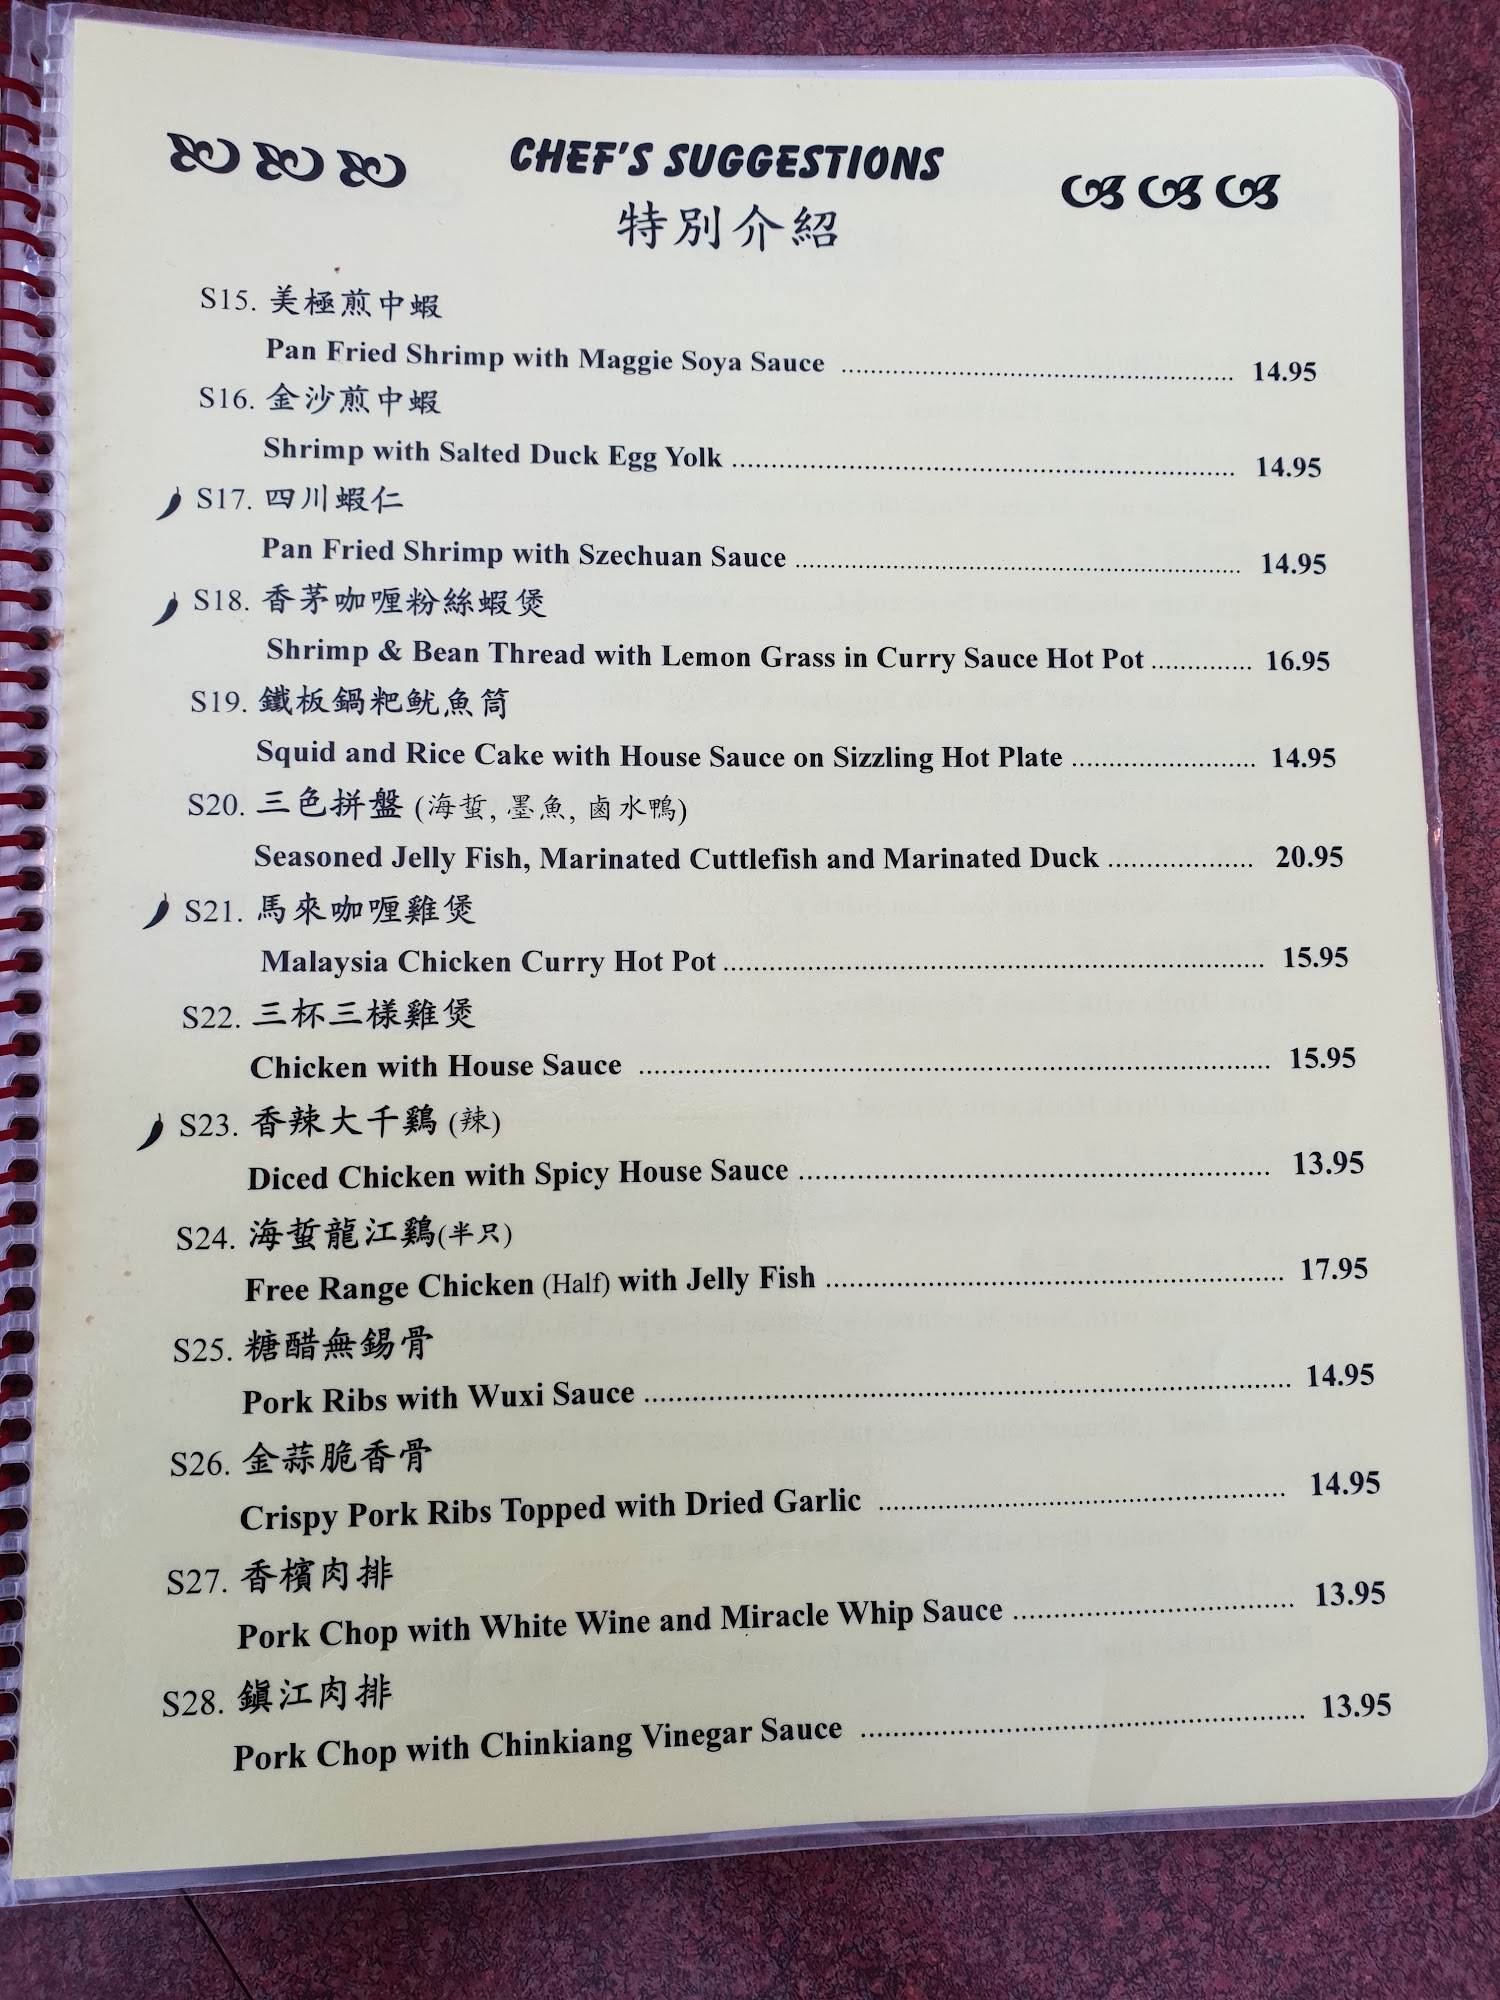 CHEF'S SUGGESTIONS
特別介紹
S15. 美極煎中蝦
Pan Fried Shrimp with Maggie Soya Sauce ........ 14.95
S16. 金沙煎中蝦
Shrimp with Salted Duck Egg Yolk ........ 14.95
S17. 四川蝦仁
Pan Fried Shrimp with Szechuan Sauce ........ 14.95
S18. 香茅咖喱粉絲蝦煲
Shrimp & Bean Thread with Lemon Grass in Curry Sauce Hot Pot ........ 16.95
S19. 鐵板鍋粑魷魚筒
Squid and Rice Cake with House Sauce on Sizzling Hot Plate ........ 14.95
S20. 三色拼盤 (海蜇, 墨魚, 鹵水鴨)
Seasoned Jelly Fish, Marinated Cuttlefish and Marinated Duck ........ 20.95
S21. 馬來咖喱雞煲
Malaysia Chicken Curry Hot Pot ........ 15.95
S22. 三杯三樣雞煲
Chicken with House Sauce ........ 15.95
S23. 香辣大千鷄 (辣)
Diced Chicken with Spicy House Sauce ........ 13.95
S24. 海蜇龍江鷄(半只)
Free Range Chicken (Half) with Jelly Fish ........ 17.95
S25. 糖醋無錫骨
Pork Ribs with Wuxi Sauce ........ 14.95
S26. 金蒜脆香骨
Crispy Pork Ribs Topped with Dried Garlic ........ 14.95
S27. 香檳肉排
Pork Chop with White Wine and Miracle Whip Sauce ........ 13.95
S28. 鎮江肉排
Pork Chop with Chinkiang Vinegar Sauce ........ 13.95